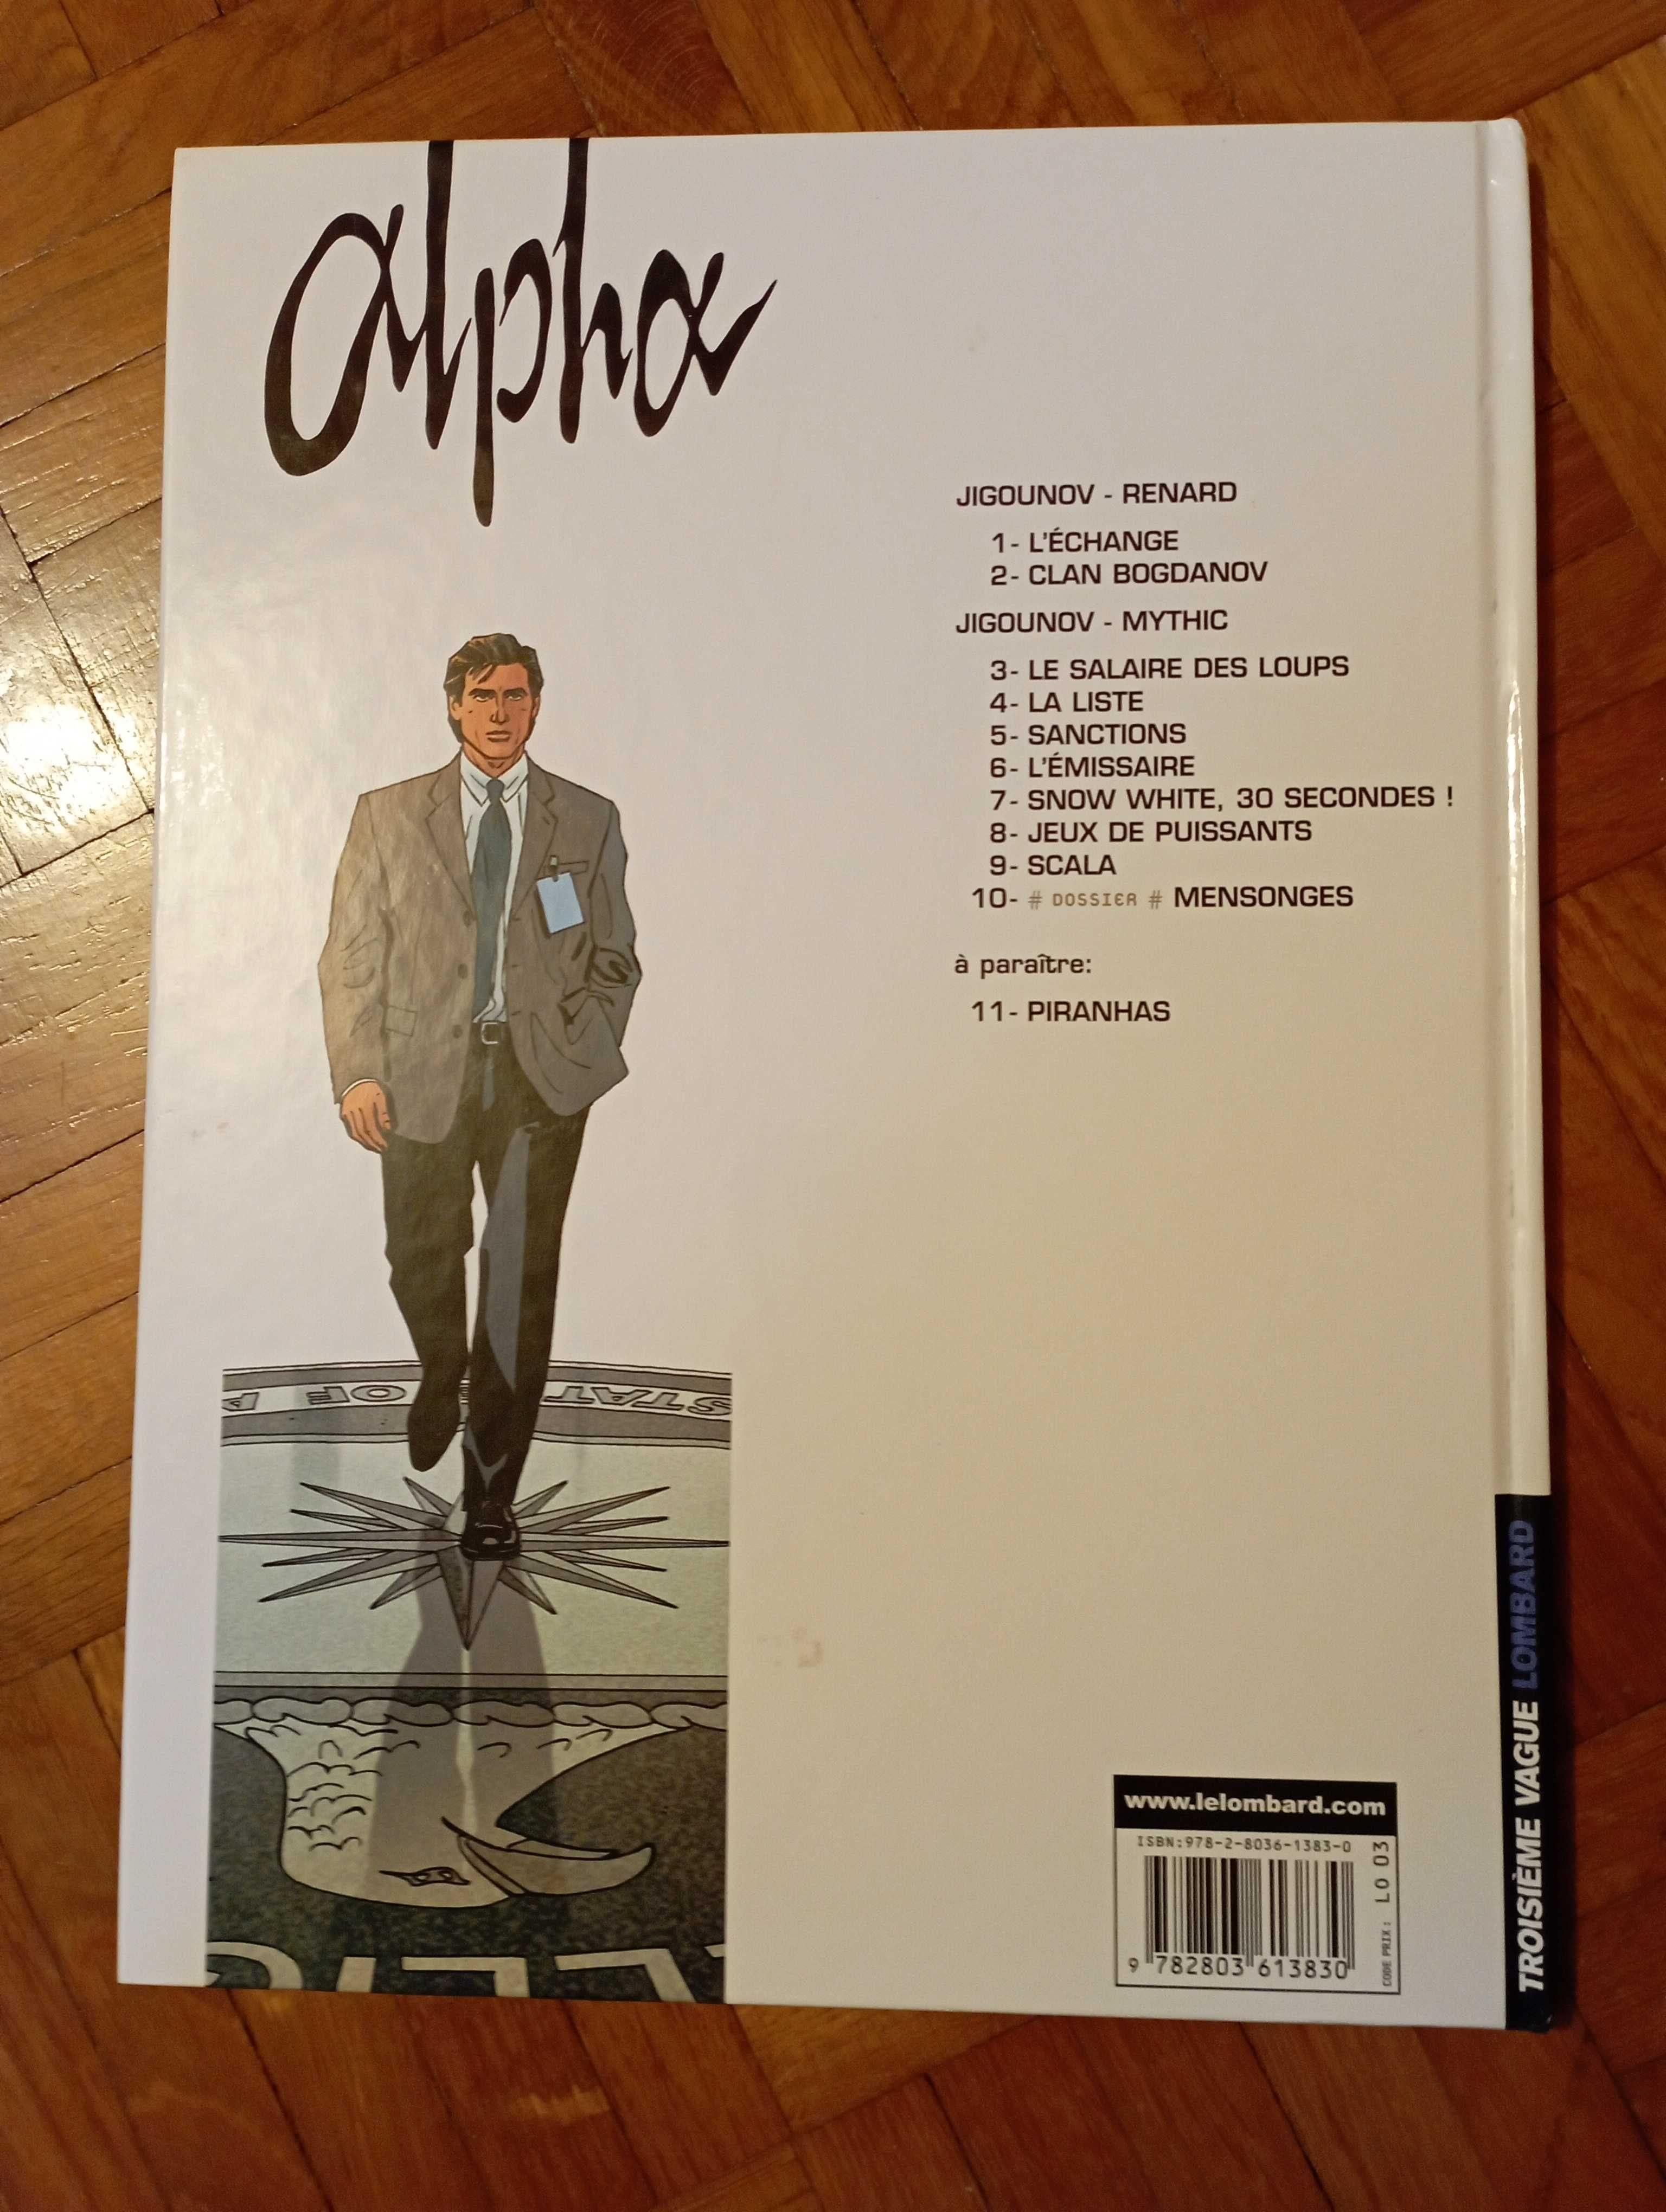 alpha
JIGOUNOV - RENARD
1- L'ÉCHANGE
2- CLAN BOGDANOV
JIGOUNOV - MYTHIC
3- LE SALAIRE DES LOUPS
4- LA LISTE
5- SANCTIONS
6- L'ÉMISSAIRE
7- SNOW WHITE, 30 SECONDES !
8- JEUX DE PUISSANTS
9- SCALA
10- # DOSSIER # MENSONGES
à paraître:
11- PIRANHAS
STAT
OF
www.lelombard.com
ISBN:978-2-8036-1383-0
9 782803 613830
CODE PRIX : LO 03
TROISIÈME VAGUE LOMBARD